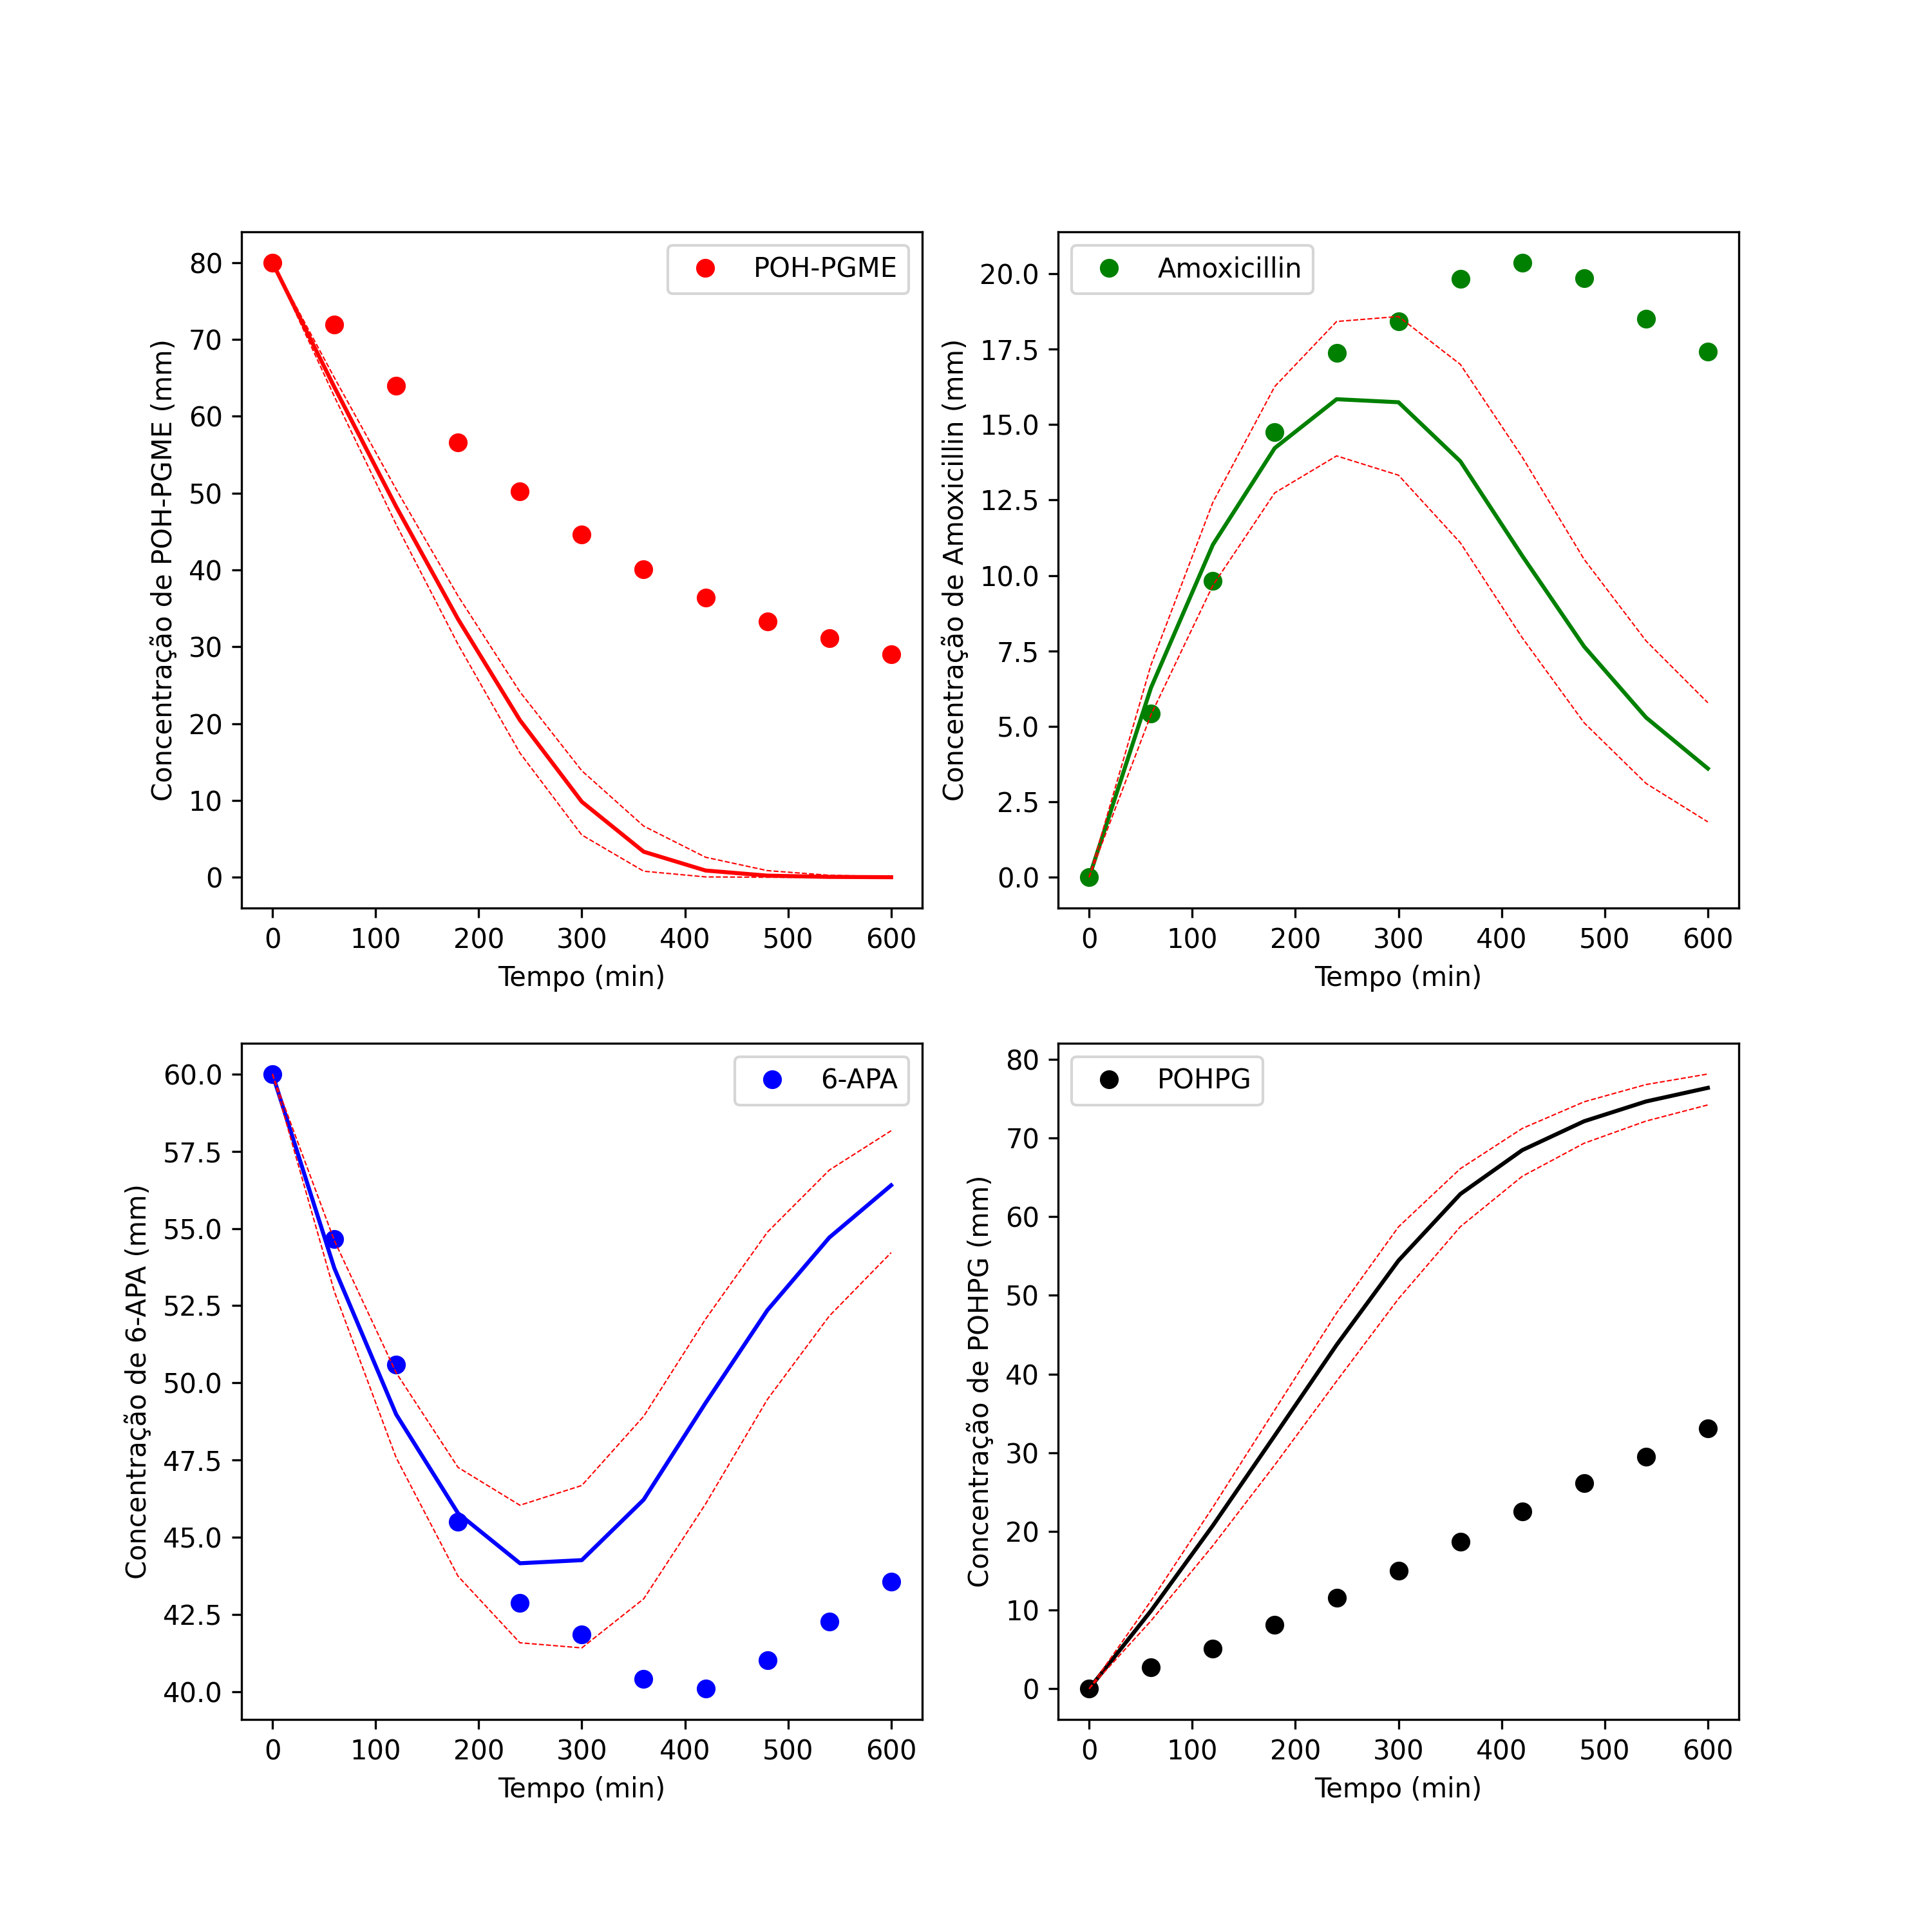 POH-PGME
Concentração de POH-PGME (mm)
80
70
60
50
40
30
20
10
0
0 100 200 300 400 500 600
Tempo (min)
Amoxicillin
Concentração de Amoxicillin (mm)
20.0
17.5
15.0
12.5
10.0
7.5
5.0
2.5
0.0
0 100 200 300 400 500 600
Tempo (min)
6-APA
Concentração de 6-APA (mm)
60.0
57.5
55.0
52.5
50.0
47.5
45.0
42.5
40.0
0 100 200 300 400 500 600
Tempo (min)
POHPG
Concentração de POHPG (mm)
80
70
60
50
40
30
20
10
0
0 100 200 300 400 500 600
Tempo (min)